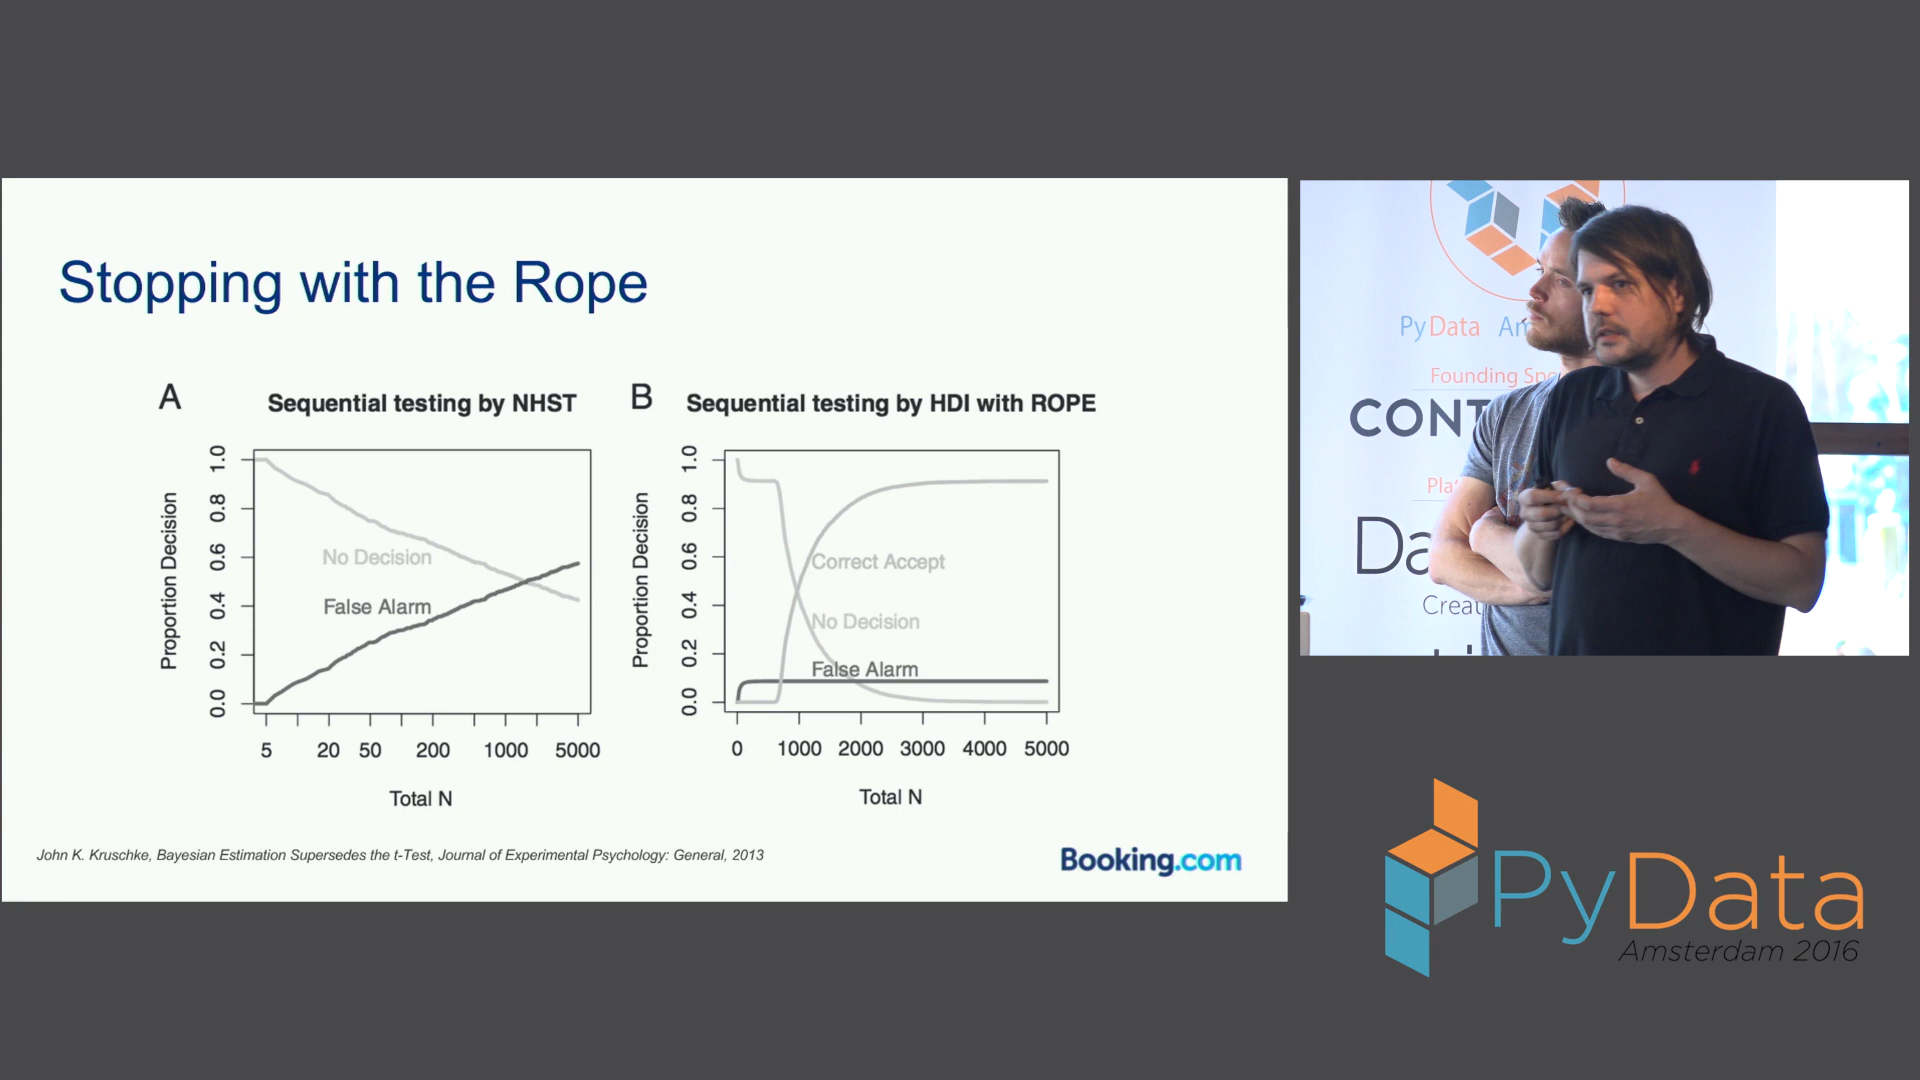 Stopping with the Rope
A
Sequential testing by NHST
Proportion Decision
1.0
0.8
0.6
0.4
0.2
0.0
No Decision
False Alarm
5 20 50 200 1000 5000
Total N
B
Sequential testing by HDI with ROPE
Proportion Decision
1.0
0.8
0.6
0.4
0.2
0.0
Correct Accept
No Decision
False Alarm
0 1000 2000 3000 4000 5000
Total N
John K. Kruschke, Bayesian Estimation Supersedes the t-Test, Journal of Experimental Psychology: General, 2013
Booking.com
PyData Am
Founding Spo
CONT
Pla
Da
Creat
PyData
Amsterdam 2016